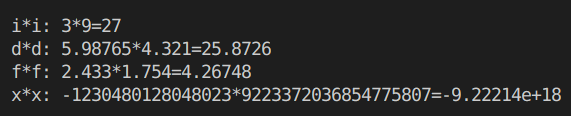 i*i: 3*9=27
d*d: 5.98765*4.321=25.8726
f*f: 2.433*1.754=4.26748
x*x: -1230480128048023*9223372036854775807=-9.22214e+18